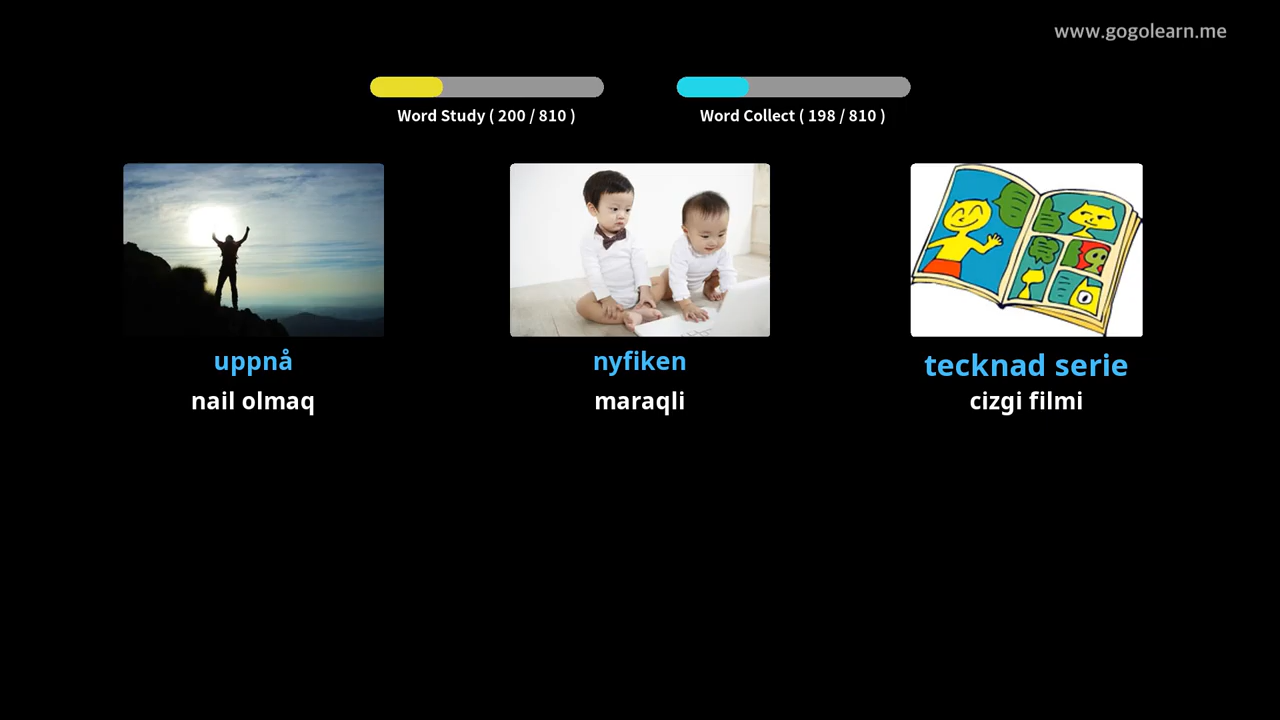 www.gogolearn.me
Word Study ( 200 / 810 )
Word Collect ( 198 / 810 )
uppnå
nail olmaq
nyfiken
maraqli
tecknad serie
cizgi filmi